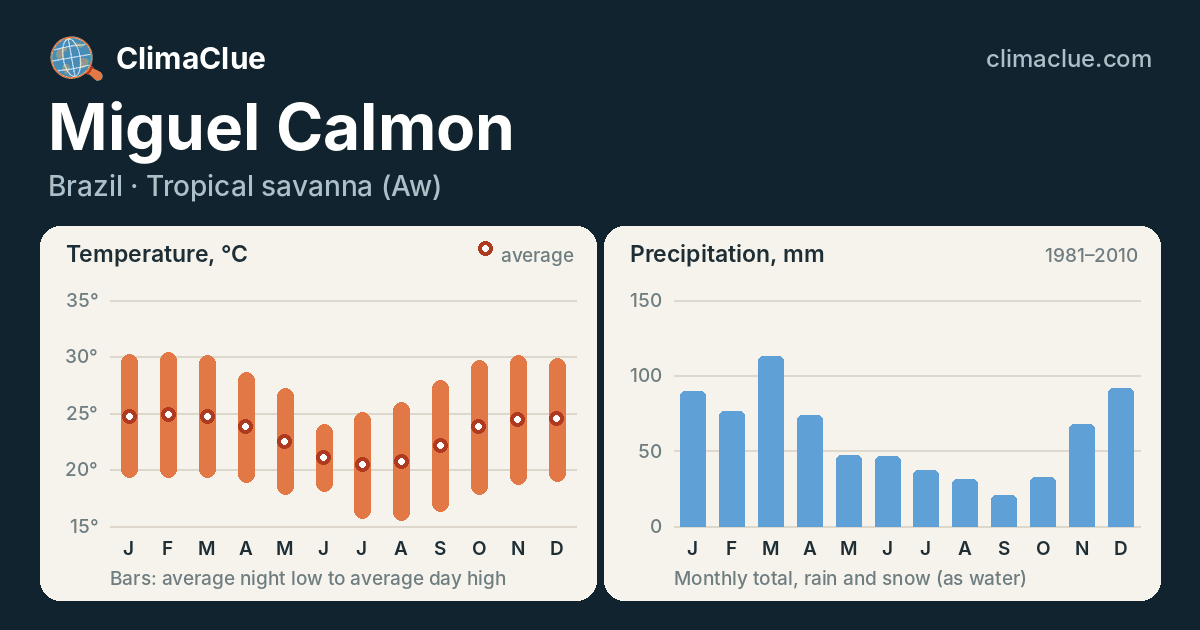 ClimaClue
climaclue.com
Miguel Calmon
Brazil · Tropical savanna (Aw)
Temperature, °C
average
35°
30°
25°
20°
15°
J F M A M J J A S O N D
Bars: average night low to average day high
Precipitation, mm
1981–2010
150
100
50
0
J F M A M J J A S O N D
Monthly total, rain and snow (as water)